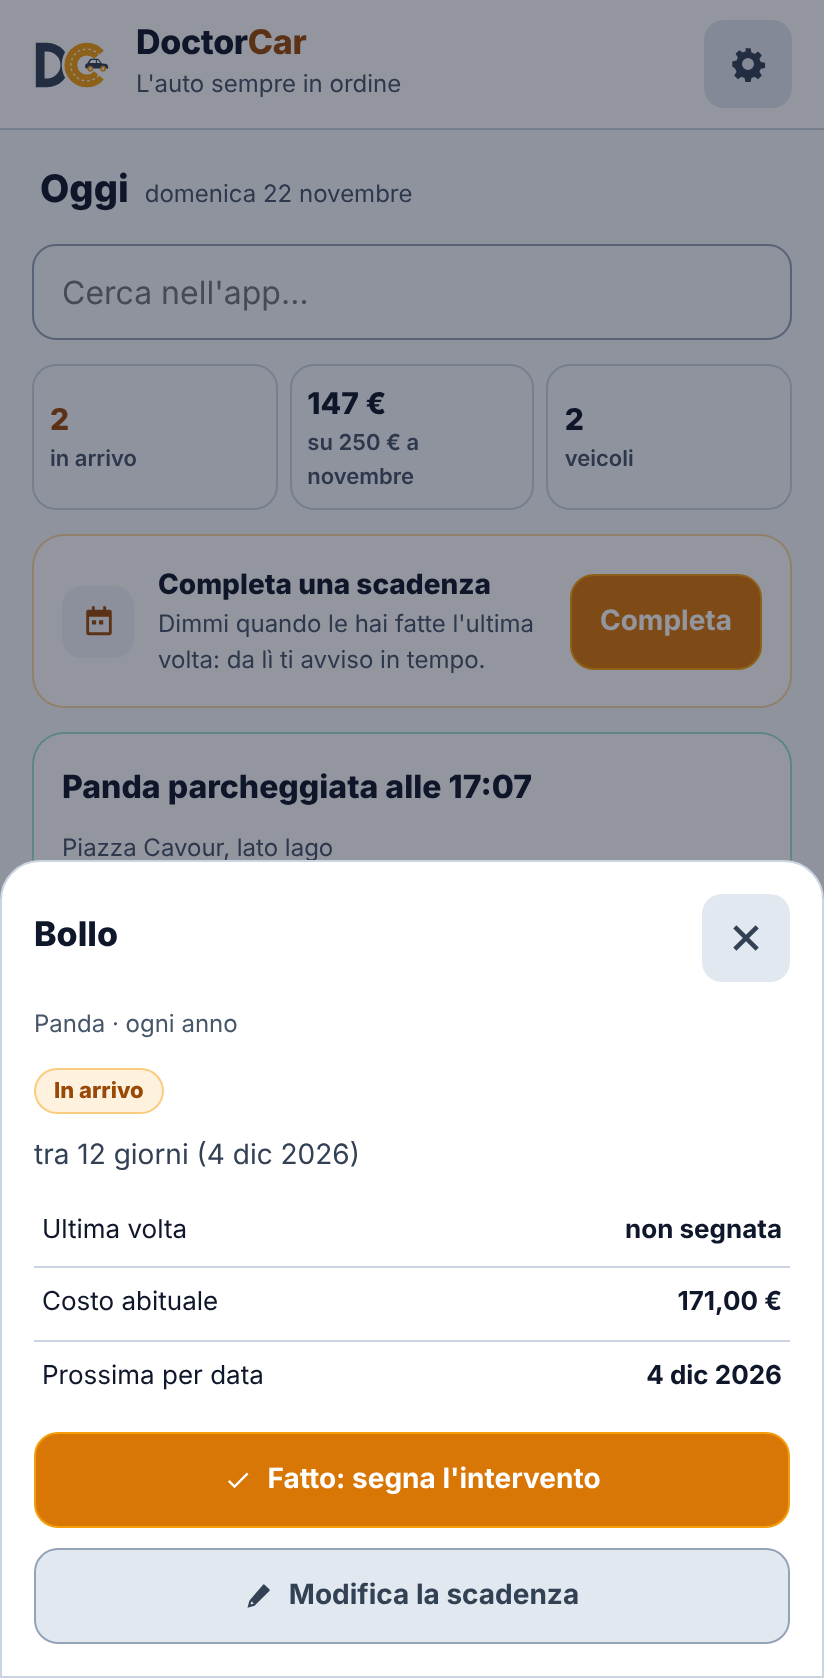 DC
DoctorCar
L'auto sempre in ordine
Oggi domenica 22 novembre
Cerca nell'app...
2
in arrivo
147 €
su 250 € a
novembre
2
veicoli
Completa una scadenza
Dimmi quando le hai fatte l'ultima
volta: da lì ti avviso in tempo.
Completa
Panda parcheggiata alle 17:07
Piazza Cavour, lato lago
Bollo
Panda · ogni anno
In arrivo
tra 12 giorni (4 dic 2026)
Ultima volta non segnata
Costo abituale 171,00 €
Prossima per data 4 dic 2026
Fatto: segna l'intervento
Modifica la scadenza